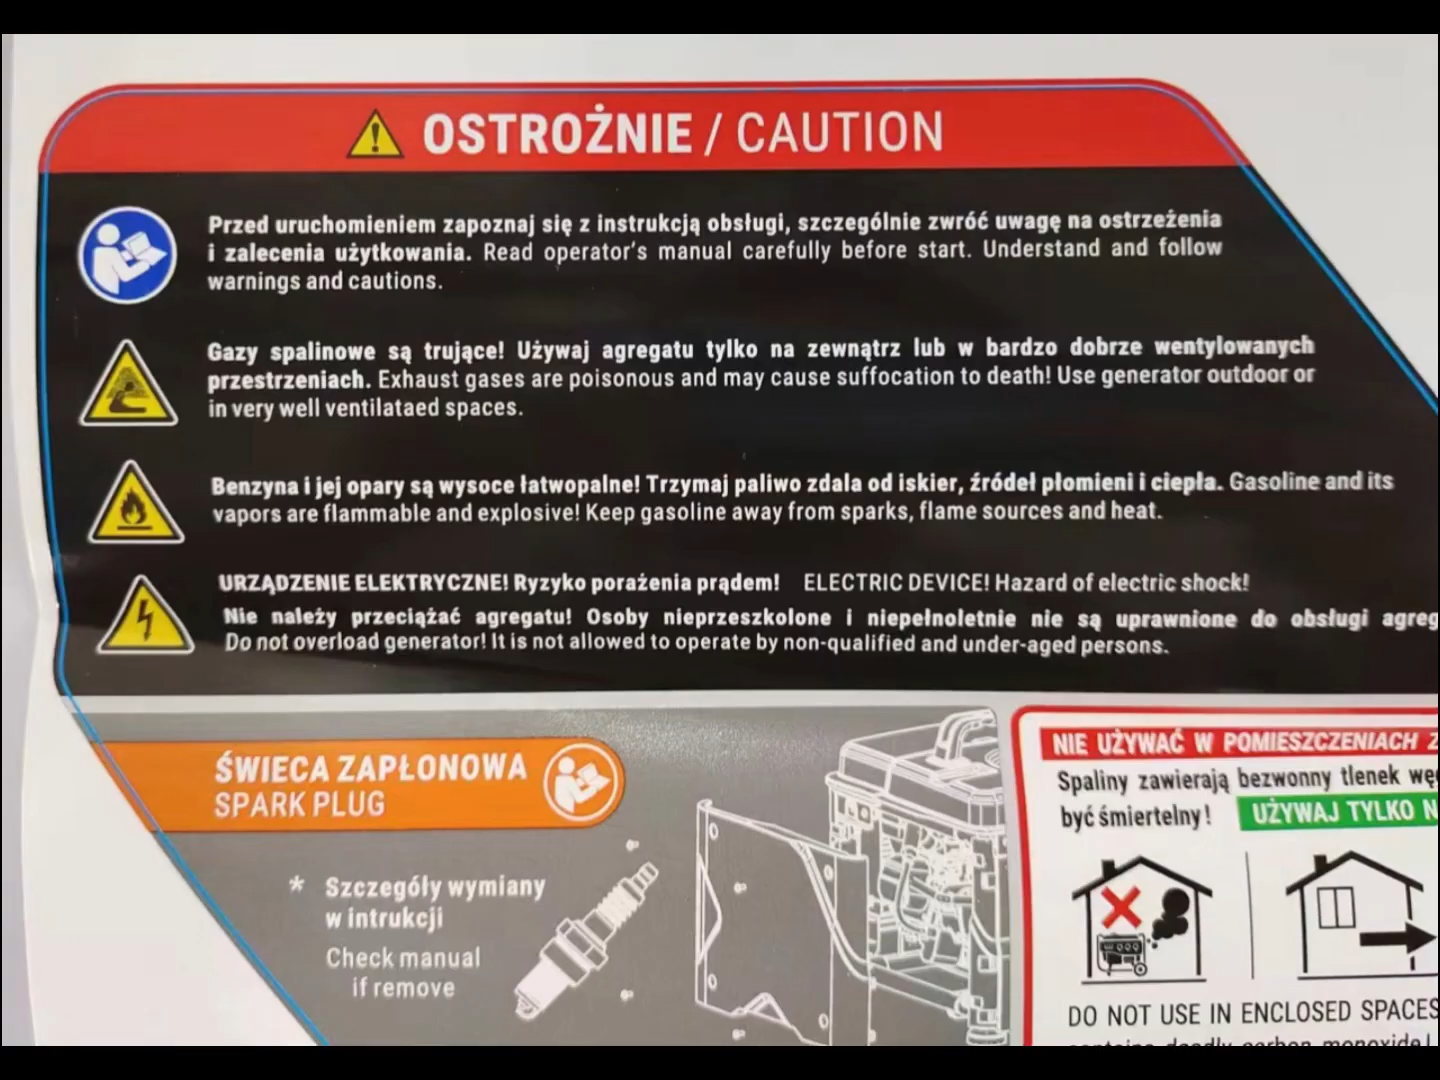 OSTROŻNIE / CAUTION
Przed uruchomieniem zapoznaj się z instrukcją obsługi, szczególnie zwróć uwagę na ostrzeżenia
i zalecenia użytkowania. Read operator's manual carefully before start. Understand and follow
warnings and cautions.
Gazy spalinowe są trujące! Używaj agregatu tylko na zewnątrz lub w bardzo dobrze wentylowanych
przestrzeniach. Exhaust gases are poisonous and may cause suffocation to death! Use generator outdoor or
in very well ventilataed spaces.
Benzyna i jej opary są wysoce łatwopalne! Trzymaj paliwo zdala od iskier, źródeł płomieni i ciepła. Gasoline and its
vapors are flammable and explosive! Keep gasoline away from sparks, flame sources and heat.
URZĄDZENIE ELEKTRYCZNE! Ryzyko porażenia prądem! ELECTRIC DEVICE! Hazard of electric shock!
Nie należy przeciążać agregatu! Osoby nieprzeszkolone i niepełnoletnie nie są uprawnione do obsługi agreg
Do not overload generator! It is not allowed to operate by non-qualified and under-aged persons.
ŚWIECA ZAPŁONOWA
SPARK PLUG
* Szczegóły wymiany
w intrukcji
Check manual
if remove
NIE UŻYWAĆ W POMIESZCZENIACH Z
Spaliny zawierają bezwonny tlenek wę
być śmiertelny!
UŻYWAJ TYLKO N
DO NOT USE IN ENCLOSED SPACES
contains deadly carbon monoxide!